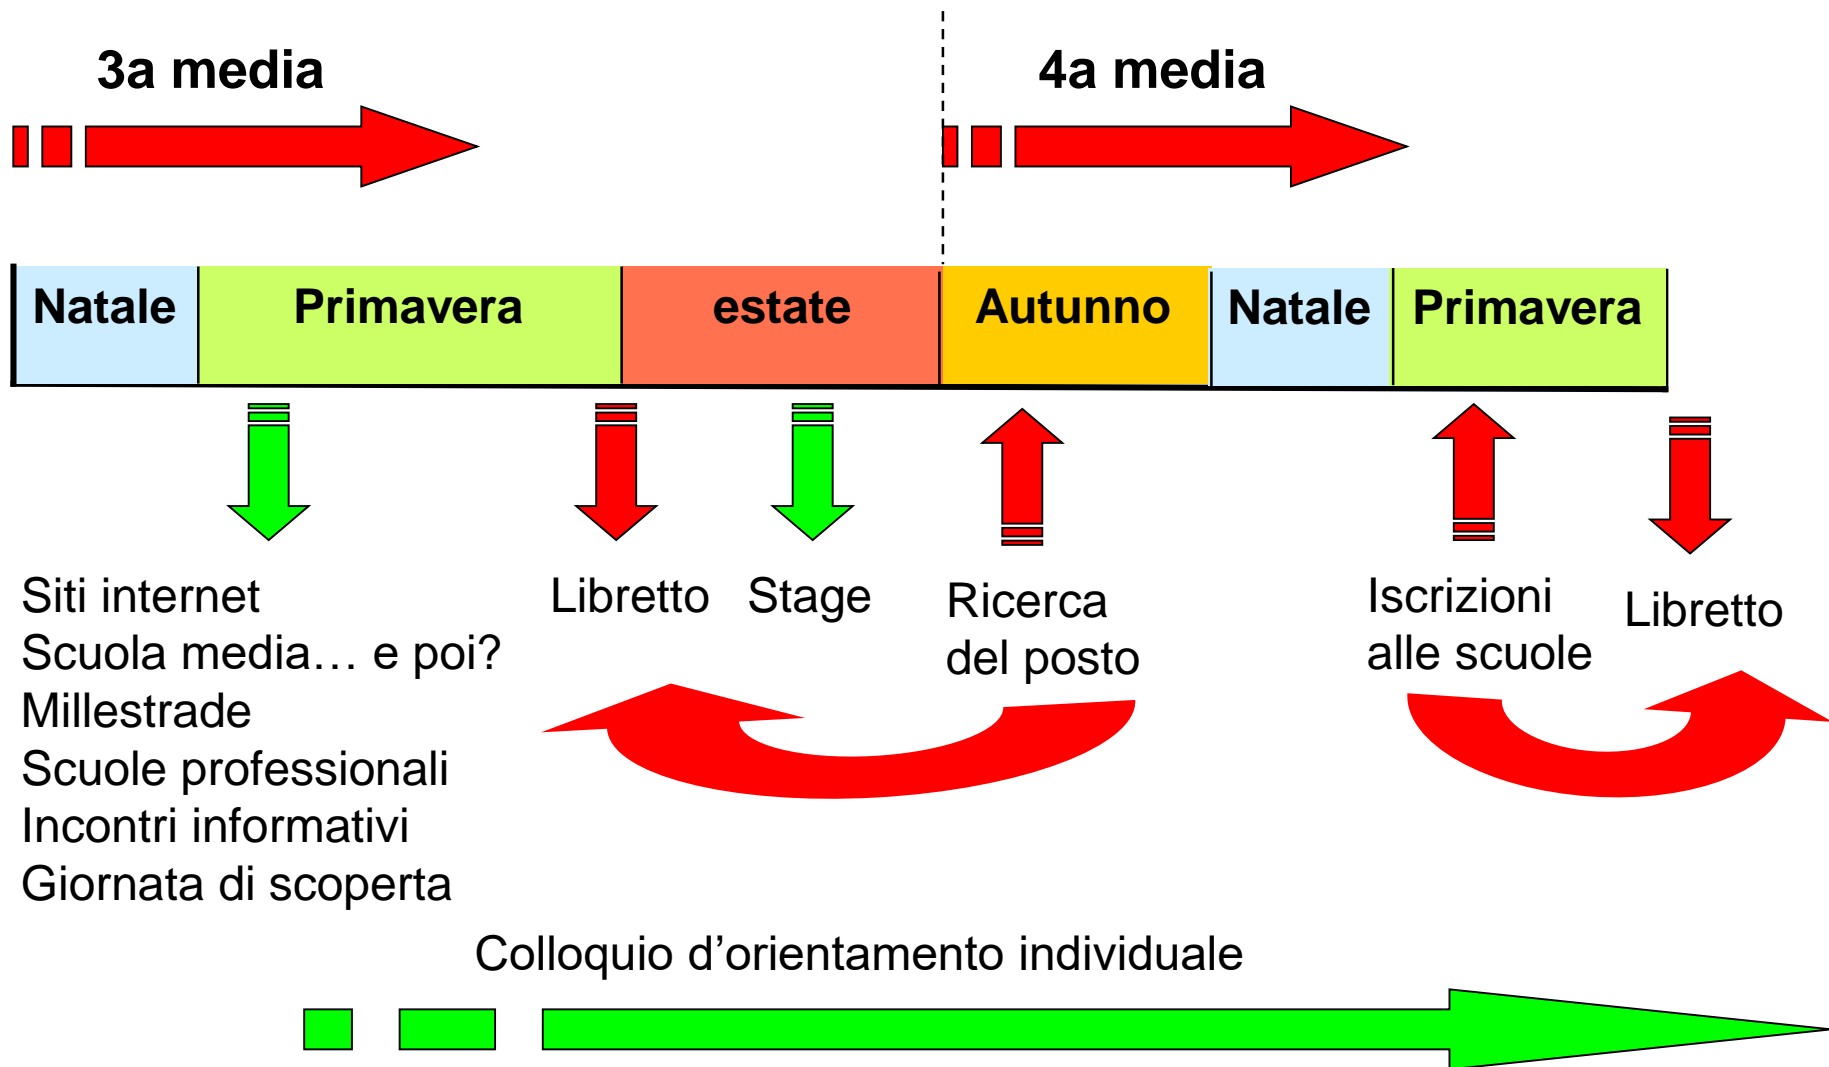 3a media
4a media
Natale
Primavera
estate
Autunno
Natale
Primavera
Siti internet
Scuola media… e poi?
Millestrade
Scuole professionali
Incontri informativi
Giornata di scoperta
Libretto
Stage
Ricerca
del posto
Iscrizioni
alle scuole
Libretto
Colloquio d’orientamento individuale